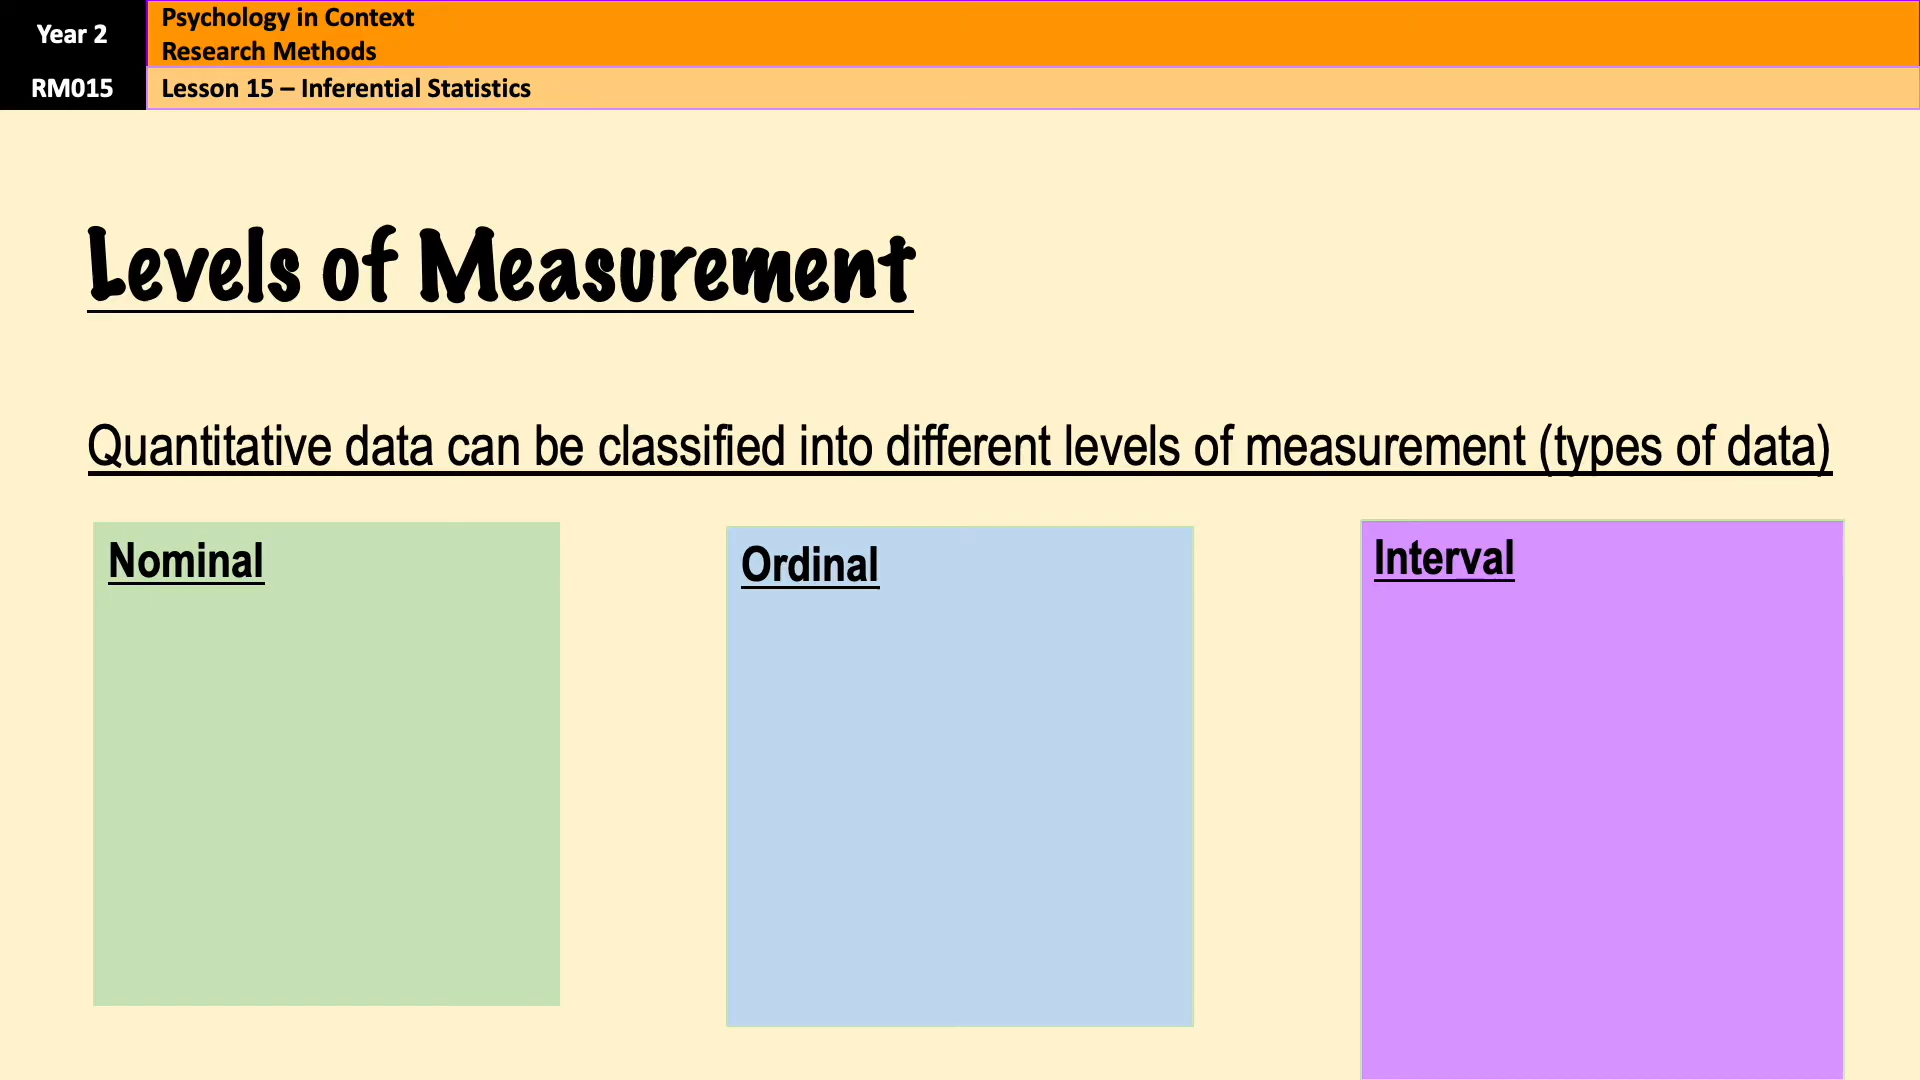 Year 2
Psychology in Context
Research Methods
RM015
Lesson 15 – Inferential Statistics
Levels of Measurement
Quantitative data can be classified into different levels of measurement (types of data)
Nominal
Ordinal
Interval